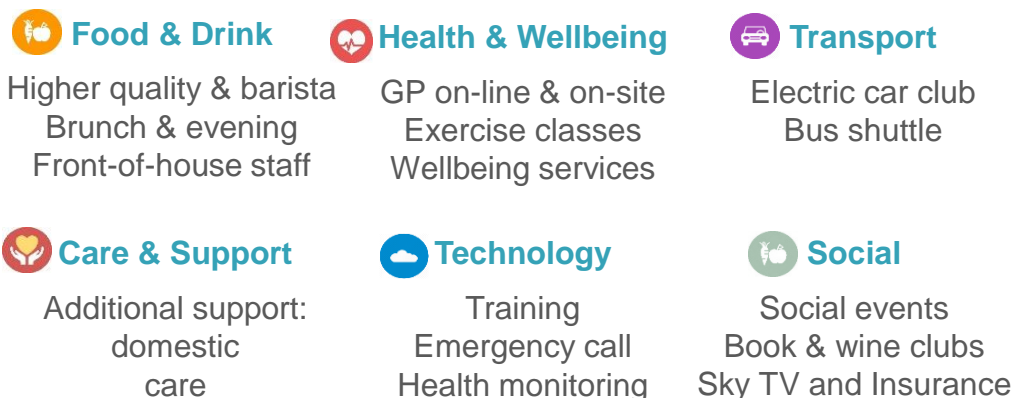 Food & Drink
Higher quality & barista
Brunch & evening
Front-of-house staff
Health & Wellbeing
GP on-line & on-site
Exercise classes
Wellbeing services
Transport
Electric car club
Bus shuttle
Care & Support
Additional support:
domestic
care
Technology
Training
Emergency call
Health monitoring
Social
Social events
Book & wine clubs
Sky TV and Insurance